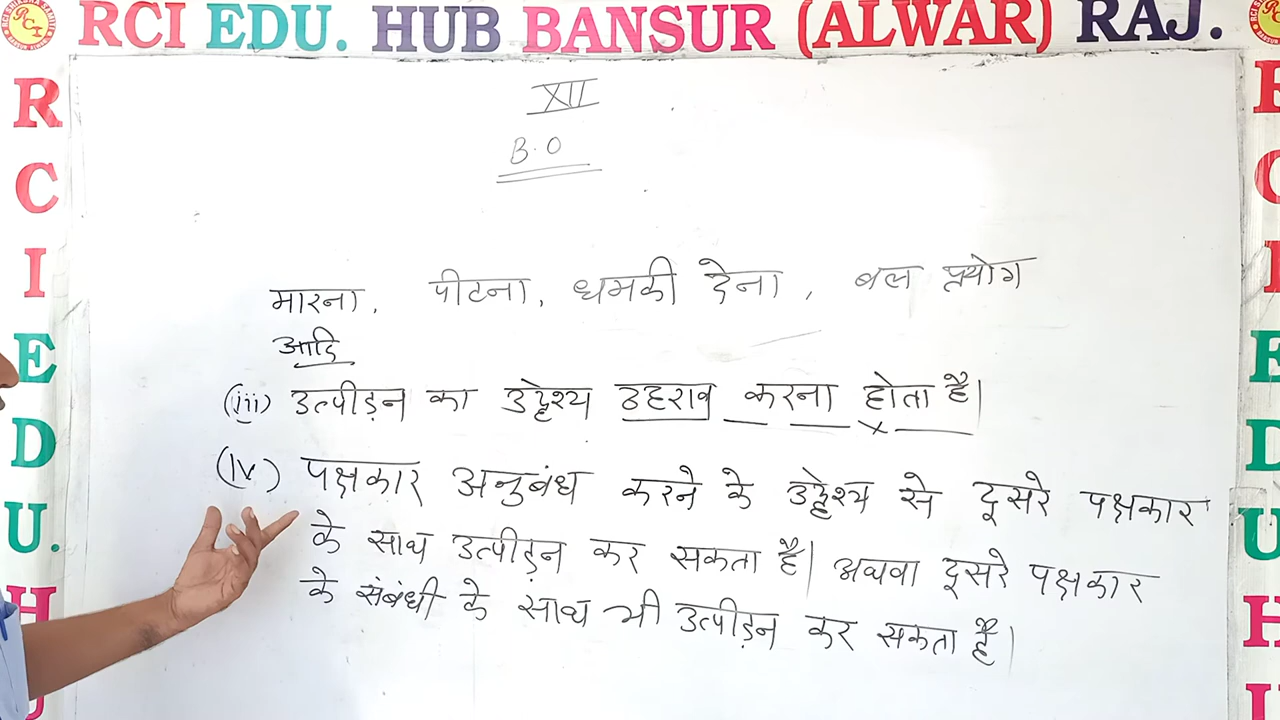 RCI EDU. HUB BANSUR (ALWAR) RAJ.
R
C
I
E
D
U.
H
XII
B.O
मारना, पीटना, धमकी देना, बल प्रयोग
आदि
(iii) उत्पीड़न का उद्देश्य ठहराव करना होता है।
(iv) पक्षकार अनुबंध करने के उद्देश्य से दूसरे पक्षकार
के साथ उत्पीड़न कर सकता है। अथवा दूसरे पक्षकार
के संबंधी के साथ भी उत्पीड़न कर सकता है।